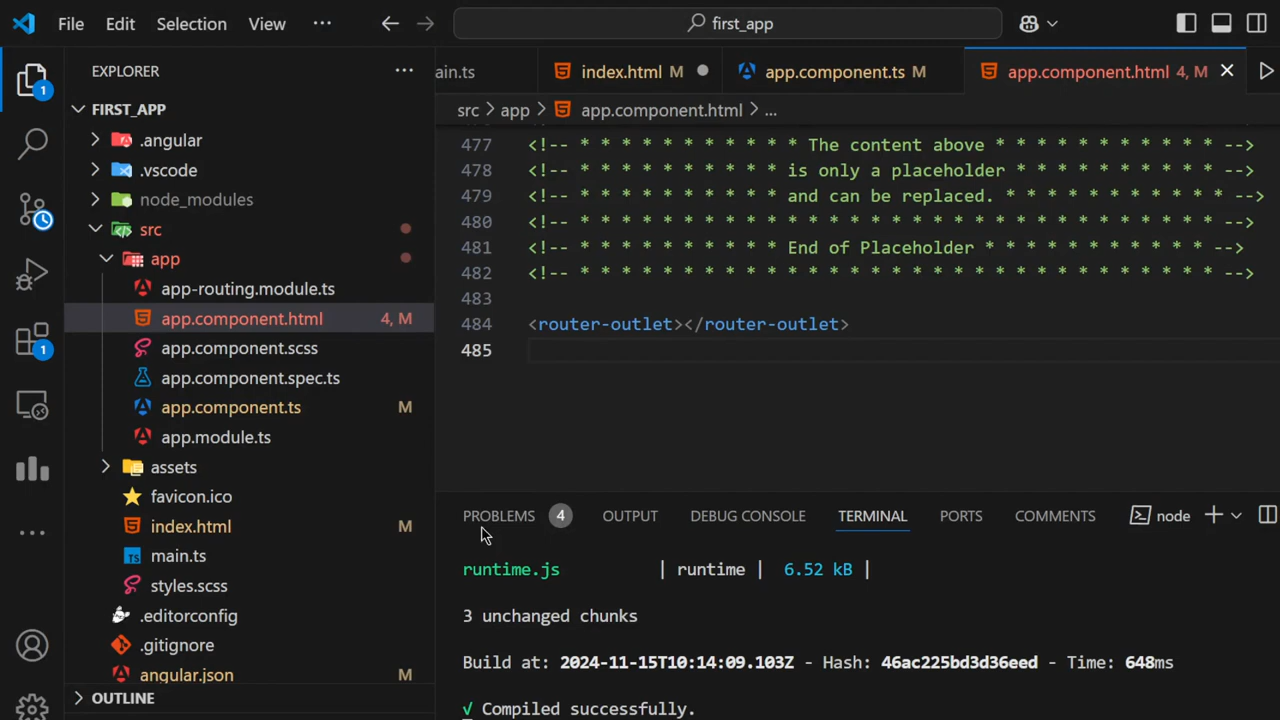 File Edit Selection View ··· first_app
EXPLORER ···
FIRST_APP
.angular
.vscode
node_modules
src
app
app-routing.module.ts
app.component.html 4, M
app.component.scss
app.component.spec.ts
app.component.ts M
app.module.ts
assets
favicon.ico
index.html M
main.ts
styles.scss
.editorconfig
.gitignore
angular.json M
OUTLINE
1
1
ain.ts index.html M app.component.ts M app.component.html 4, M
src > app > app.component.html > ...
477 <!-- * * * * * * * * * * * The content above * * * * * * * * * * * -->
478 <!-- * * * * * * * * * * is only a placeholder * * * * * * * * * * -->
479 <!-- * * * * * * * * * * and can be replaced. * * * * * * * * * * -->
480 <!-- * * * * * * * * * * * * * * * * * * * * * * * * * * * * * * * -->
481 <!-- * * * * * * * * * * End of Placeholder * * * * * * * * * * * -->
482 <!-- * * * * * * * * * * * * * * * * * * * * * * * * * * * * * * * -->
483
484 <router-outlet></router-outlet>
485
PROBLEMS 4 OUTPUT DEBUG CONSOLE TERMINAL PORTS COMMENTS node
runtime.js | runtime | 6.52 kB |
3 unchanged chunks
Build at: 2024-11-15T10:14:09.103Z - Hash: 46ac225bd3d36eed - Time: 648ms
√ Compiled successfully.